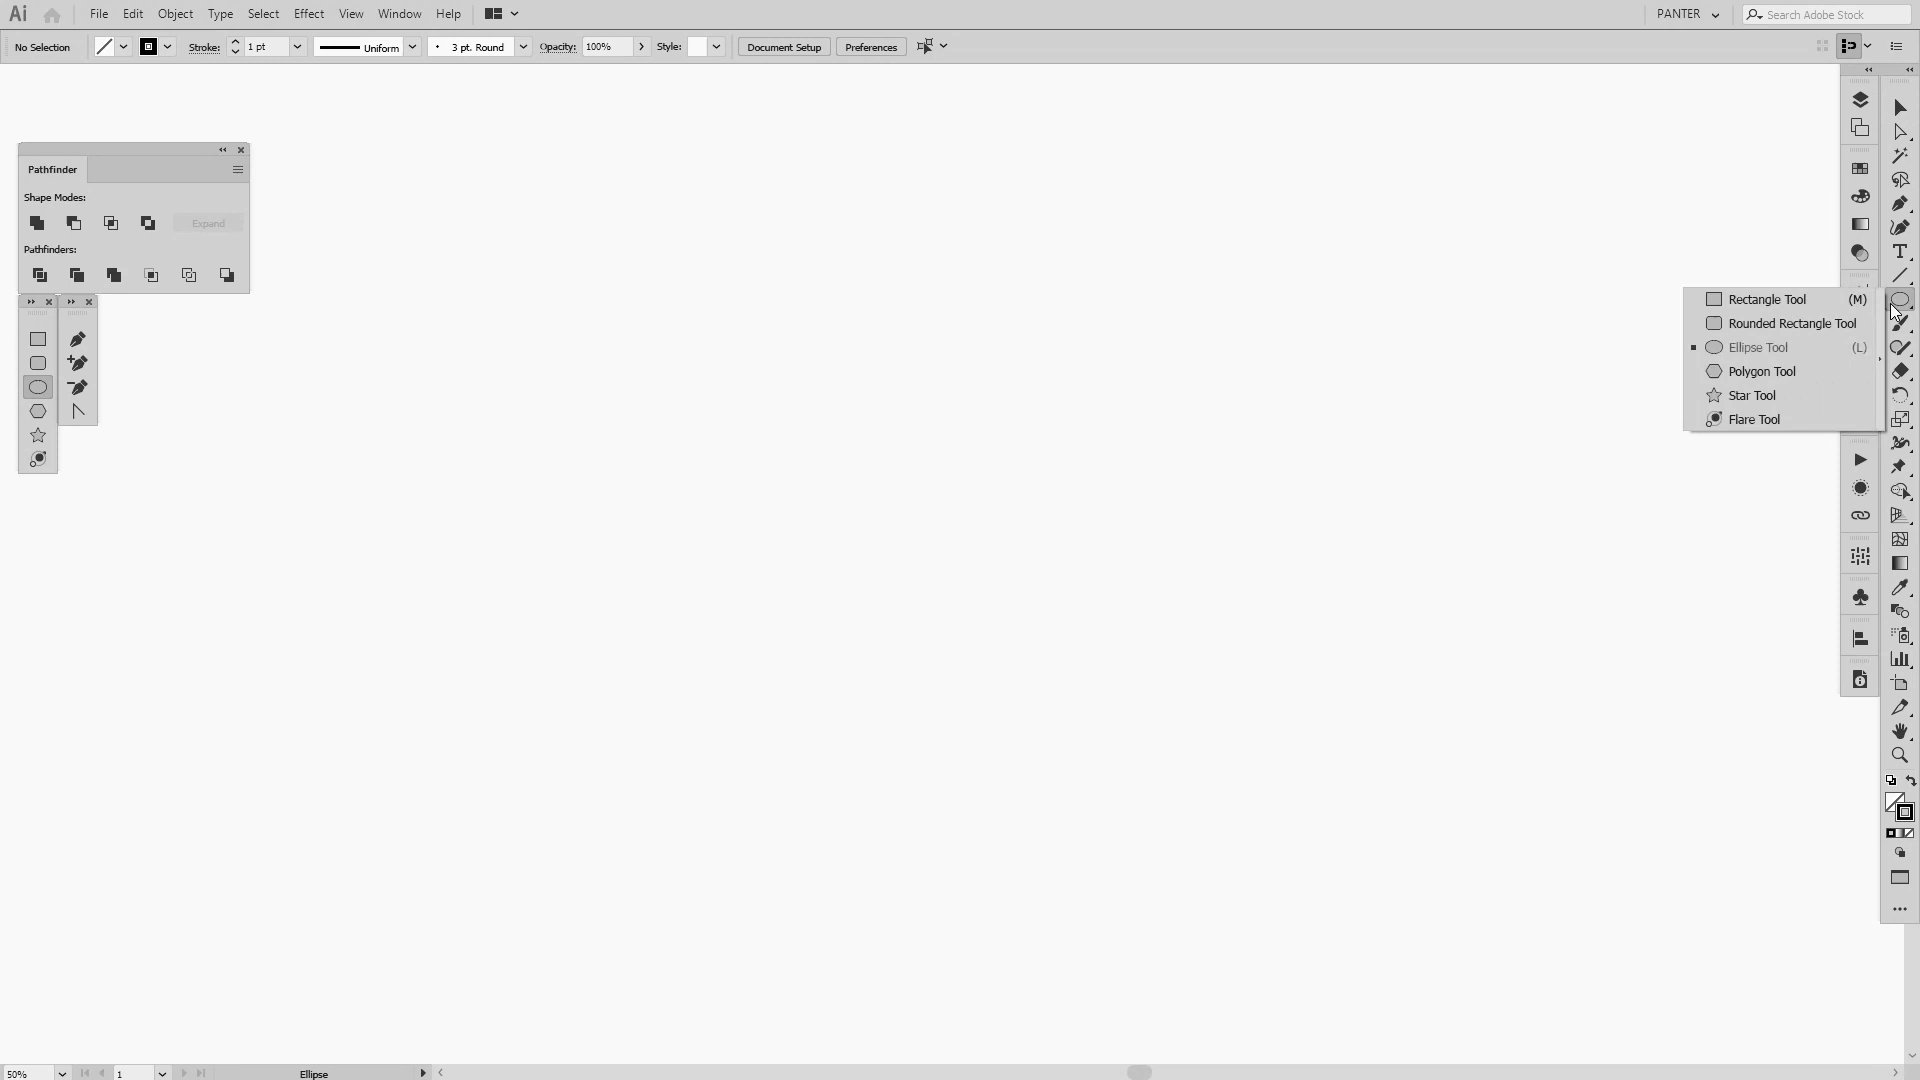 Ai File Edit Object Type Select Effect View Window Help PANTER Search Adobe Stock
No Selection Stroke: 1 pt Uniform 3 pt. Round Opacity: 100% Style: Document Setup Preferences
Pathfinder
Shape Modes:
Expand
Pathfinders:
Rectangle Tool (M)
Rounded Rectangle Tool
Ellipse Tool (L)
Polygon Tool
Star Tool
Flare Tool
50% 1 Ellipse